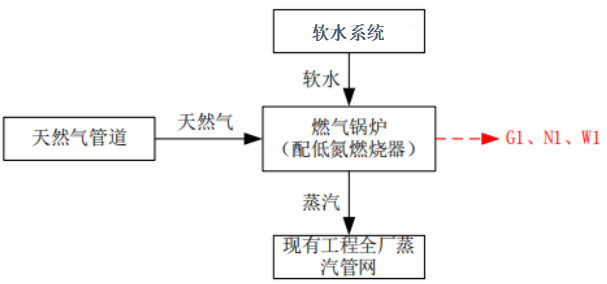 软水系统
软水
天然气管道
天然气
燃气锅炉
（配低氮燃烧器）
G1、N1、W1
蒸汽
现有工程全厂蒸
汽管网